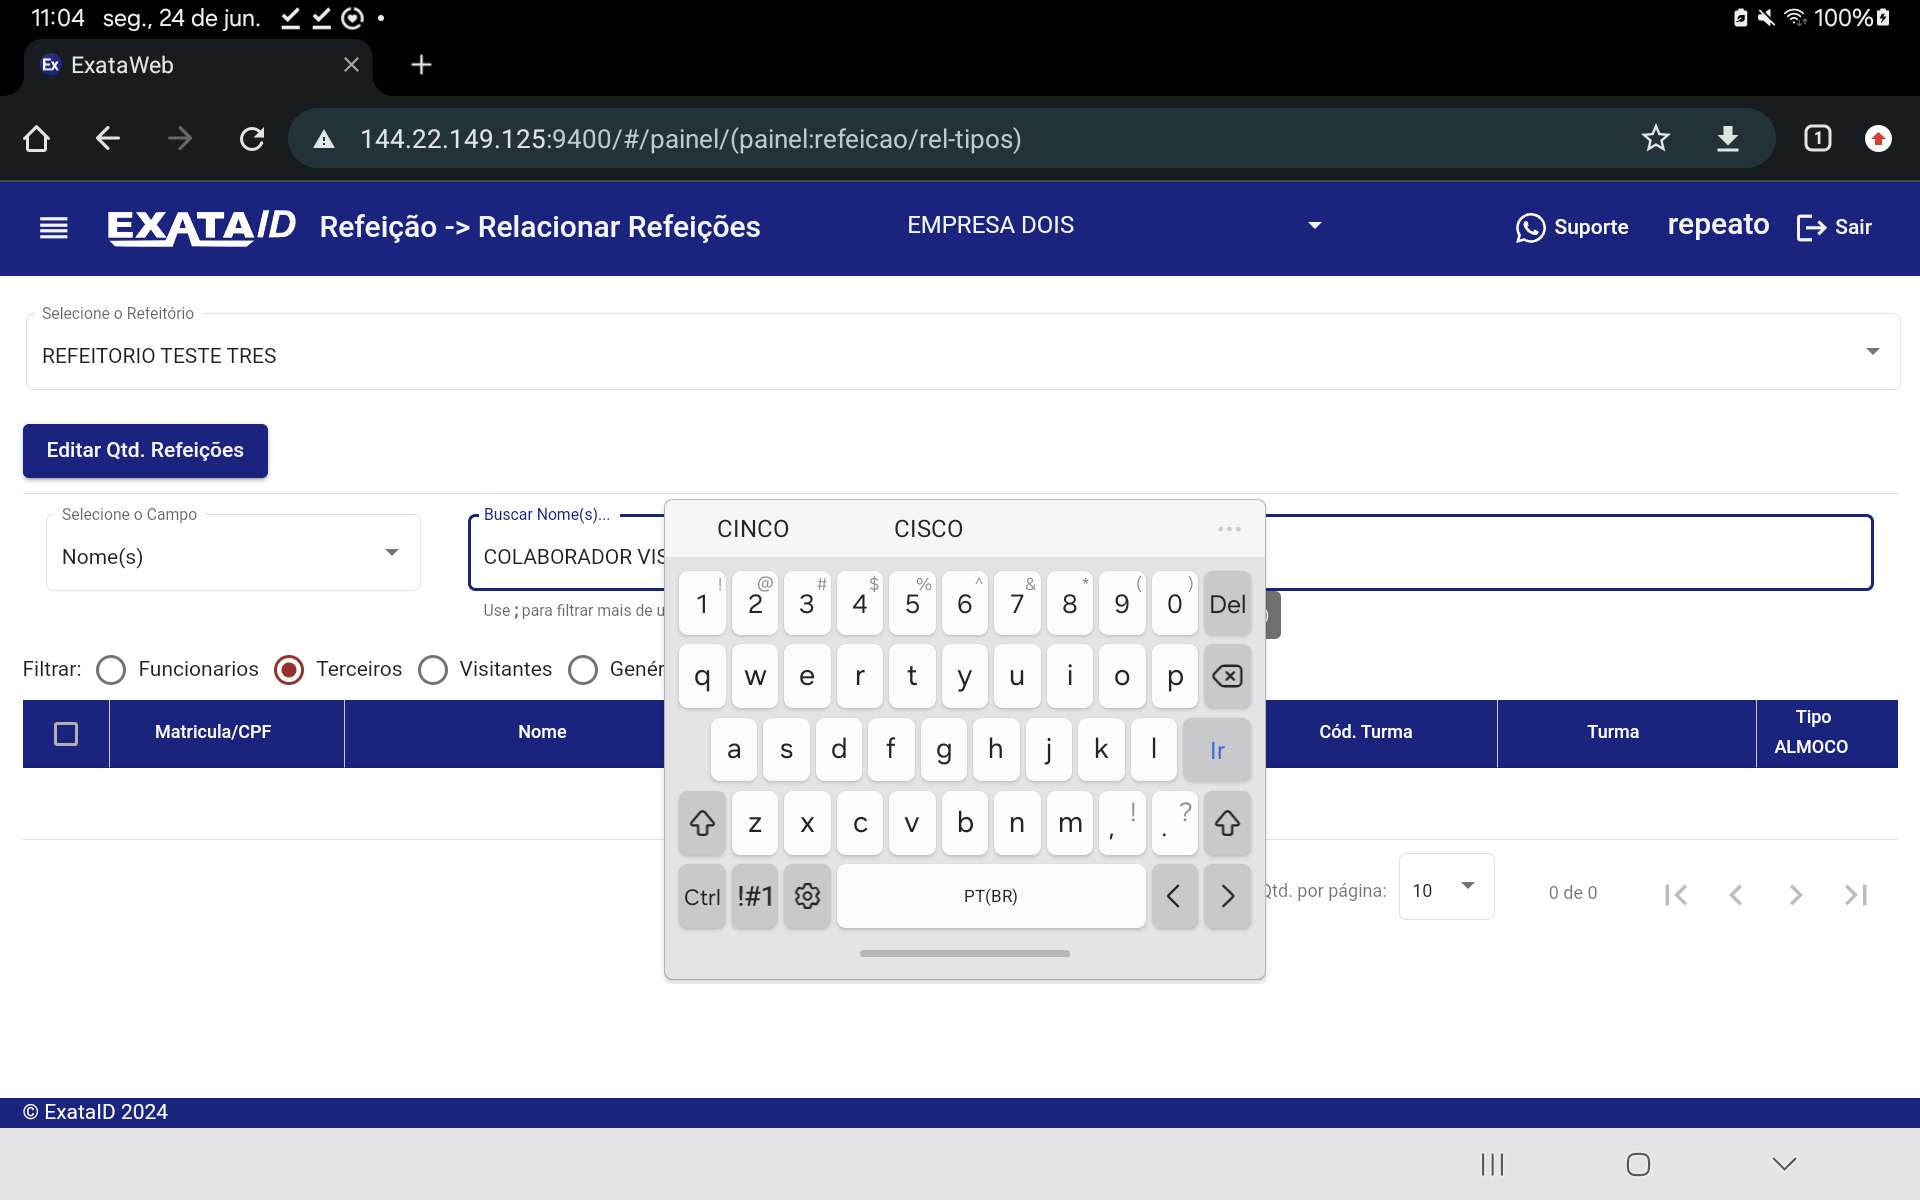 11:04 seg., 24 de jun.
100%
Ex ExataWeb
144.22.149.125:9400/#/painel/(painel:refeicao/rel-tipos)
1
EXATAID Refeição -> Relacionar Refeições EMPRESA DOIS Suporte repeato Sair
Selecione o Refeitório
REFEITORIO TESTE TRES
Editar Qtd. Refeições
Selecione o Campo
Nome(s)
Buscar Nome(s)...
COLABORADOR VIS
Use ; para filtrar mais de u
CINCO CISCO
! @ # $ % ^ & * ( )
1 2 3 4 5 6 7 8 9 0 Del
q w e r t y u i o p
a s d f g h j k l Ir
z x c v b n m , ! . ?
Ctrl !#1 PT(BR)
Filtrar: Funcionarios Terceiros Visitantes Genér
Matricula/CPF Nome Cód. Turma Turma Tipo ALMOCO
Qtd. por página: 10 0 de 0
© ExataID 2024